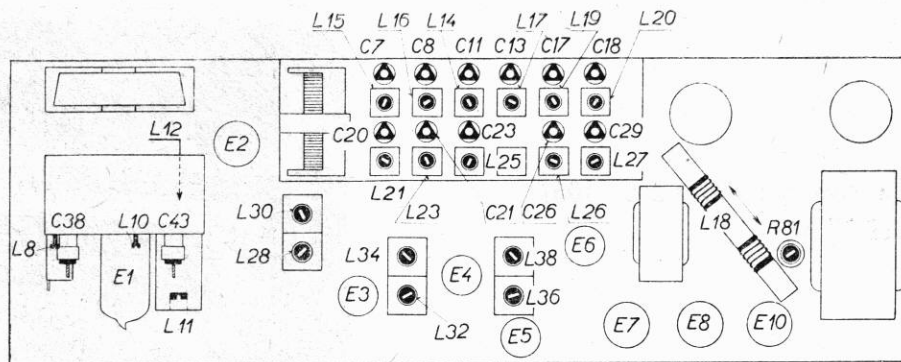 L15 L16 L14 L17 L19 L20
C7 C8 C11 C13 C17 C18
L12 E2 C20 C23 C29
L21 L25 L27
C38 L10 C43 L30 L23 C21 C26 L26 L18
L8 L28 L34 E4 L38 E6 R81
E1 E3 L36
L11 L32 E5 E7 E8 E10